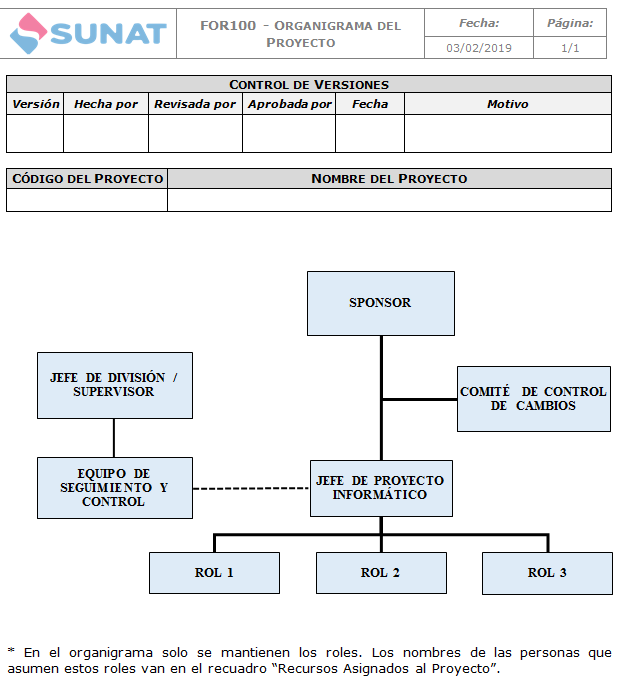 SUNAT
FOR100 - ORGANIGRAMA DEL
PROYECTO
Fecha:
Página:
03/02/2019
1/1
CONTROL DE VERSIONES
Versión
Hecha por
Revisada por
Aprobada por
Fecha
Motivo
CÓDIGO DEL PROYECTO
NOMBRE DEL PROYECTO
SPONSOR
JEFE DE DIVISIÓN /
SUPERVISOR
COMITÉ DE CONTROL
DE CAMBIOS
EQUIPO DE
SEGUIMIENTO Y
CONTROL
JEFE DE PROYECTO
INFORMÁTICO
ROL 1
ROL 2
ROL 3
* En el organigrama solo se mantienen los roles. Los nombres de las personas que
asumen estos roles van en el recuadro “Recursos Asignados al Proyecto”.